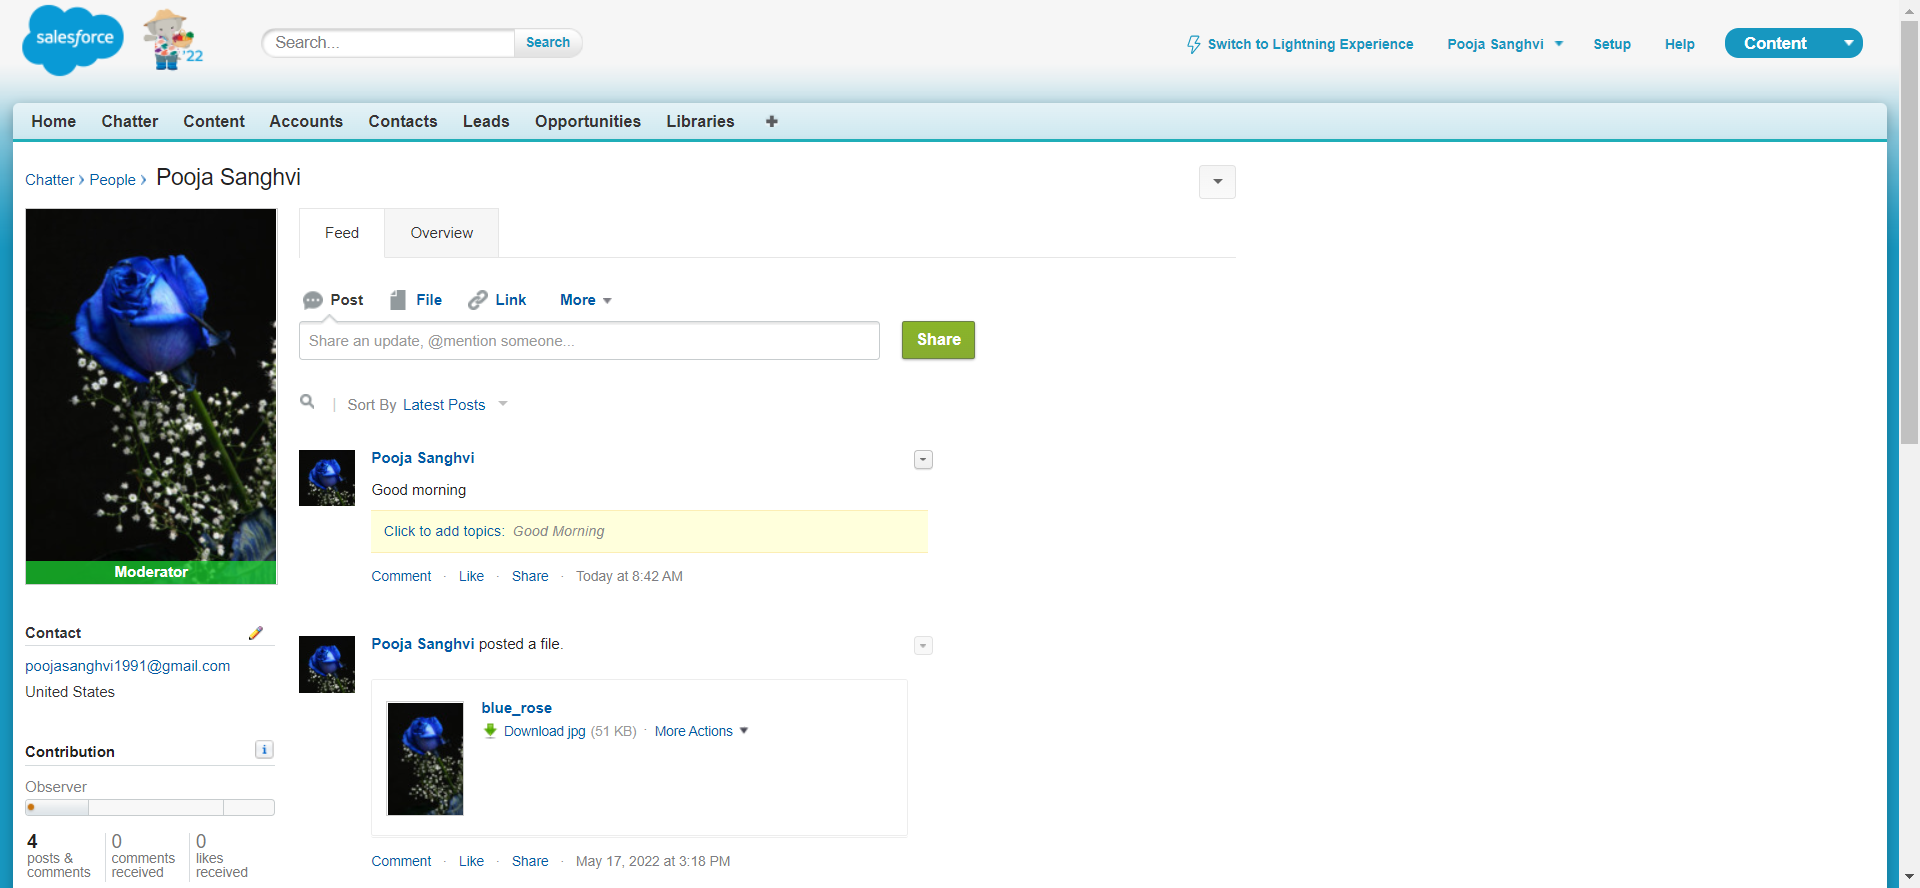 salesforce
'22
Search...
Search
Switch to Lightning Experience
Pooja Sanghvi
Setup
Help
Content
Home
Chatter
Content
Accounts
Contacts
Leads
Opportunities
Libraries
+
Chatter › People › Pooja Sanghvi
Moderator
Contact
poojasanghvi1991@gmail.com
United States
Contribution
i
Observer
4
posts &
comments
0
comments
received
0
likes
received
Feed
Overview
Post
File
Link
More
Share an update, @mention someone...
Share
| Sort By Latest Posts
Pooja Sanghvi
Good morning
Click to add topics: Good Morning
Comment · Like · Share · Today at 8:42 AM
Pooja Sanghvi posted a file.
blue_rose
Download jpg (51 KB) · More Actions
Comment · Like · Share · May 17, 2022 at 3:18 PM